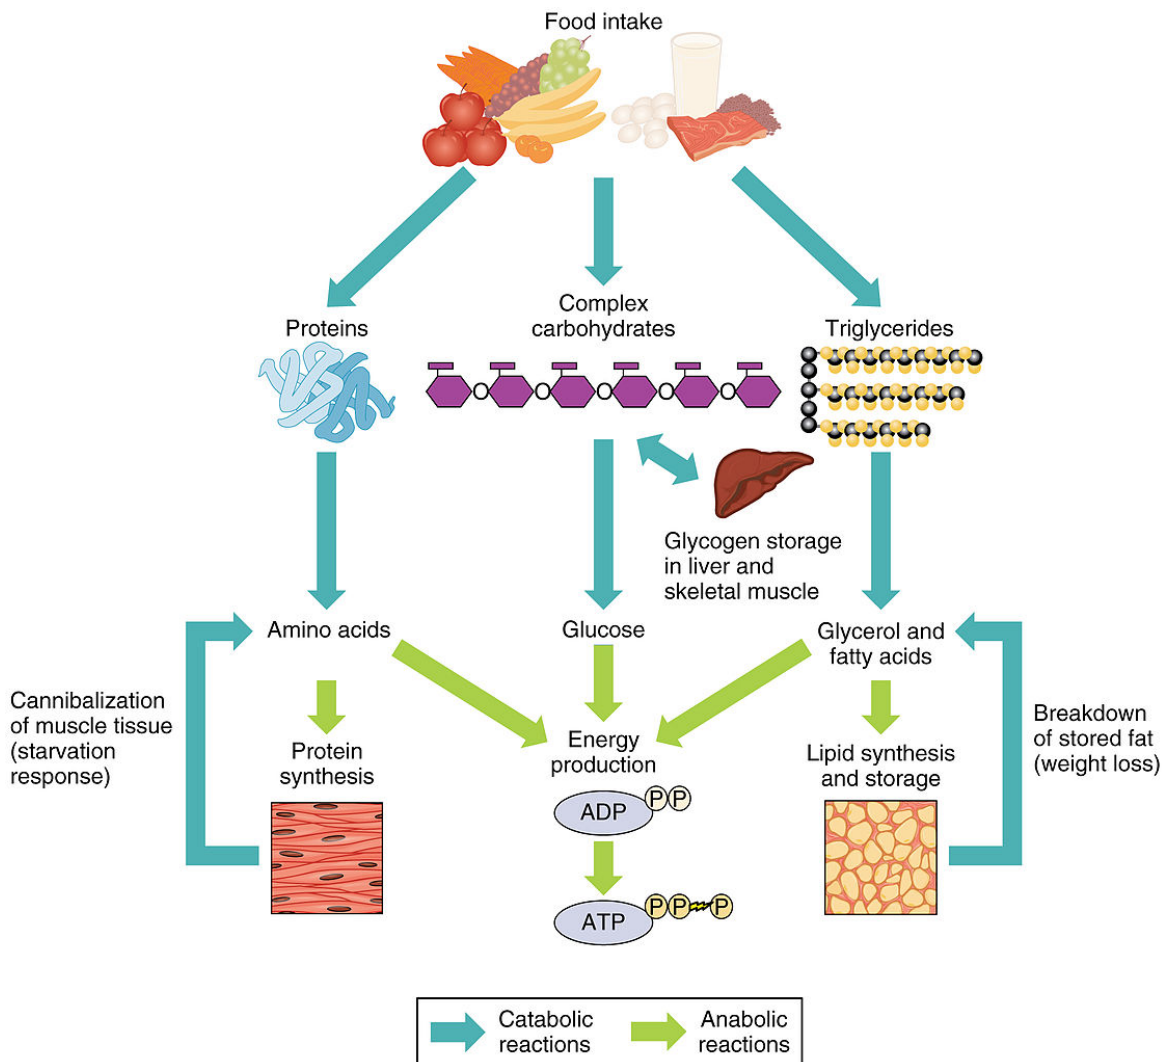 Food intake
Proteins
Complex
carbohydrates
Triglycerides
O
O
O
O
O
Glycogen storage
in liver and
skeletal muscle
Amino acids
Glucose
Glycerol and
fatty acids
Cannibalization
of muscle tissue
(starvation
response)
Protein
synthesis
Energy
production
Lipid synthesis
and storage
Breakdown
of stored fat
(weight loss)
ADP
P P
ATP
P P P
Catabolic
reactions
Anabolic
reactions